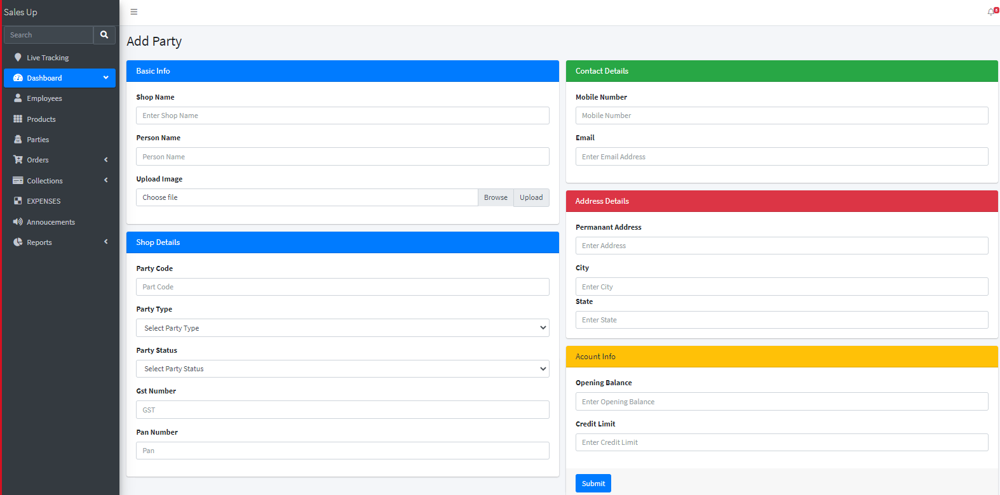 Sales Up
Search
Live Tracking
Dashboard
Employees
Products
Parties
Orders
Collections
EXPENSES
Annoucements
Reports
Add Party
Basic Info
Shop Name
Enter Shop Name
Person Name
Person Name
Upload Image
Choose file Browse Upload
Shop Details
Party Code
Part Code
Party Type
Select Party Type
Party Status
Select Party Status
Gst Number
GST
Pan Number
Pan
Contact Details
Mobile Number
Mobile Number
Email
Enter Email Address
Address Details
Permanant Address
Enter Address
City
Enter City
State
Enter State
Acount Info
Opening Balance
Enter Opening Balance
Credit Limit
Enter Credit Limit
Submit